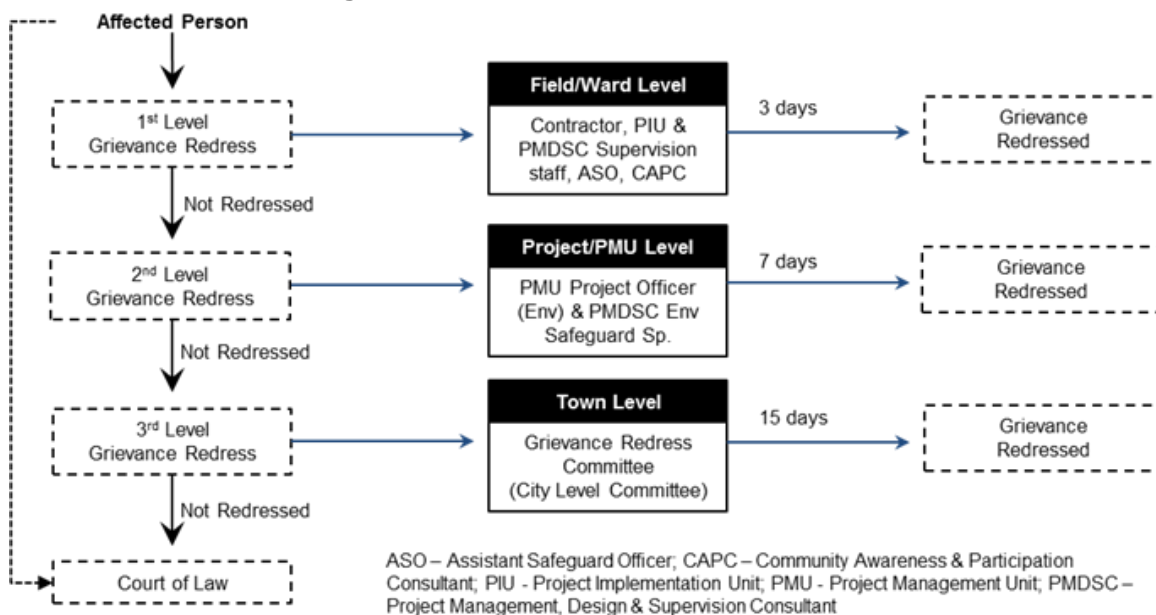 Affected Person
1st Level
Grievance Redress
Field/Ward Level
Contractor, PIU &
PMDSC Supervision
staff, ASO, CAPC
3 days
Grievance
Redressed
Not Redressed
2nd Level
Grievance Redress
Project/PMU Level
PMU Project Officer
(Env) & PMDSC Env
Safeguard Sp.
7 days
Grievance
Redressed
Not Redressed
3rd Level
Grievance Redress
Town Level
Grievance Redress
Committee
(City Level Committee)
15 days
Grievance
Redressed
Not Redressed
Court of Law
ASO – Assistant Safeguard Officer; CAPC – Community Awareness & Participation
Consultant; PIU - Project Implementation Unit; PMU - Project Management Unit; PMDSC –
Project Management, Design & Supervision Consultant